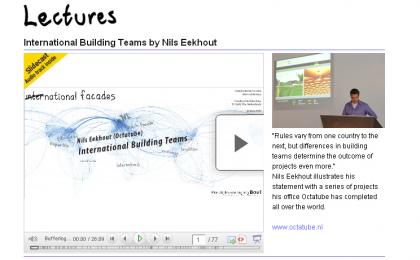 Lectures
International Building Teams by Nils Eekhout
Slidecast
Audio track inside
international facades
Nils Eekhout (Octatube)
International Building Teams
Buffering... 00:00 / 26:09
1 / 77
"Rules vary from one country to the
next, but differences in building
teams determine the outcome of
projects even more."
Nils Eekhout illustrates his
statement with a series of projects
his office Octatube has completed
all over the world.
www.octatube.nl